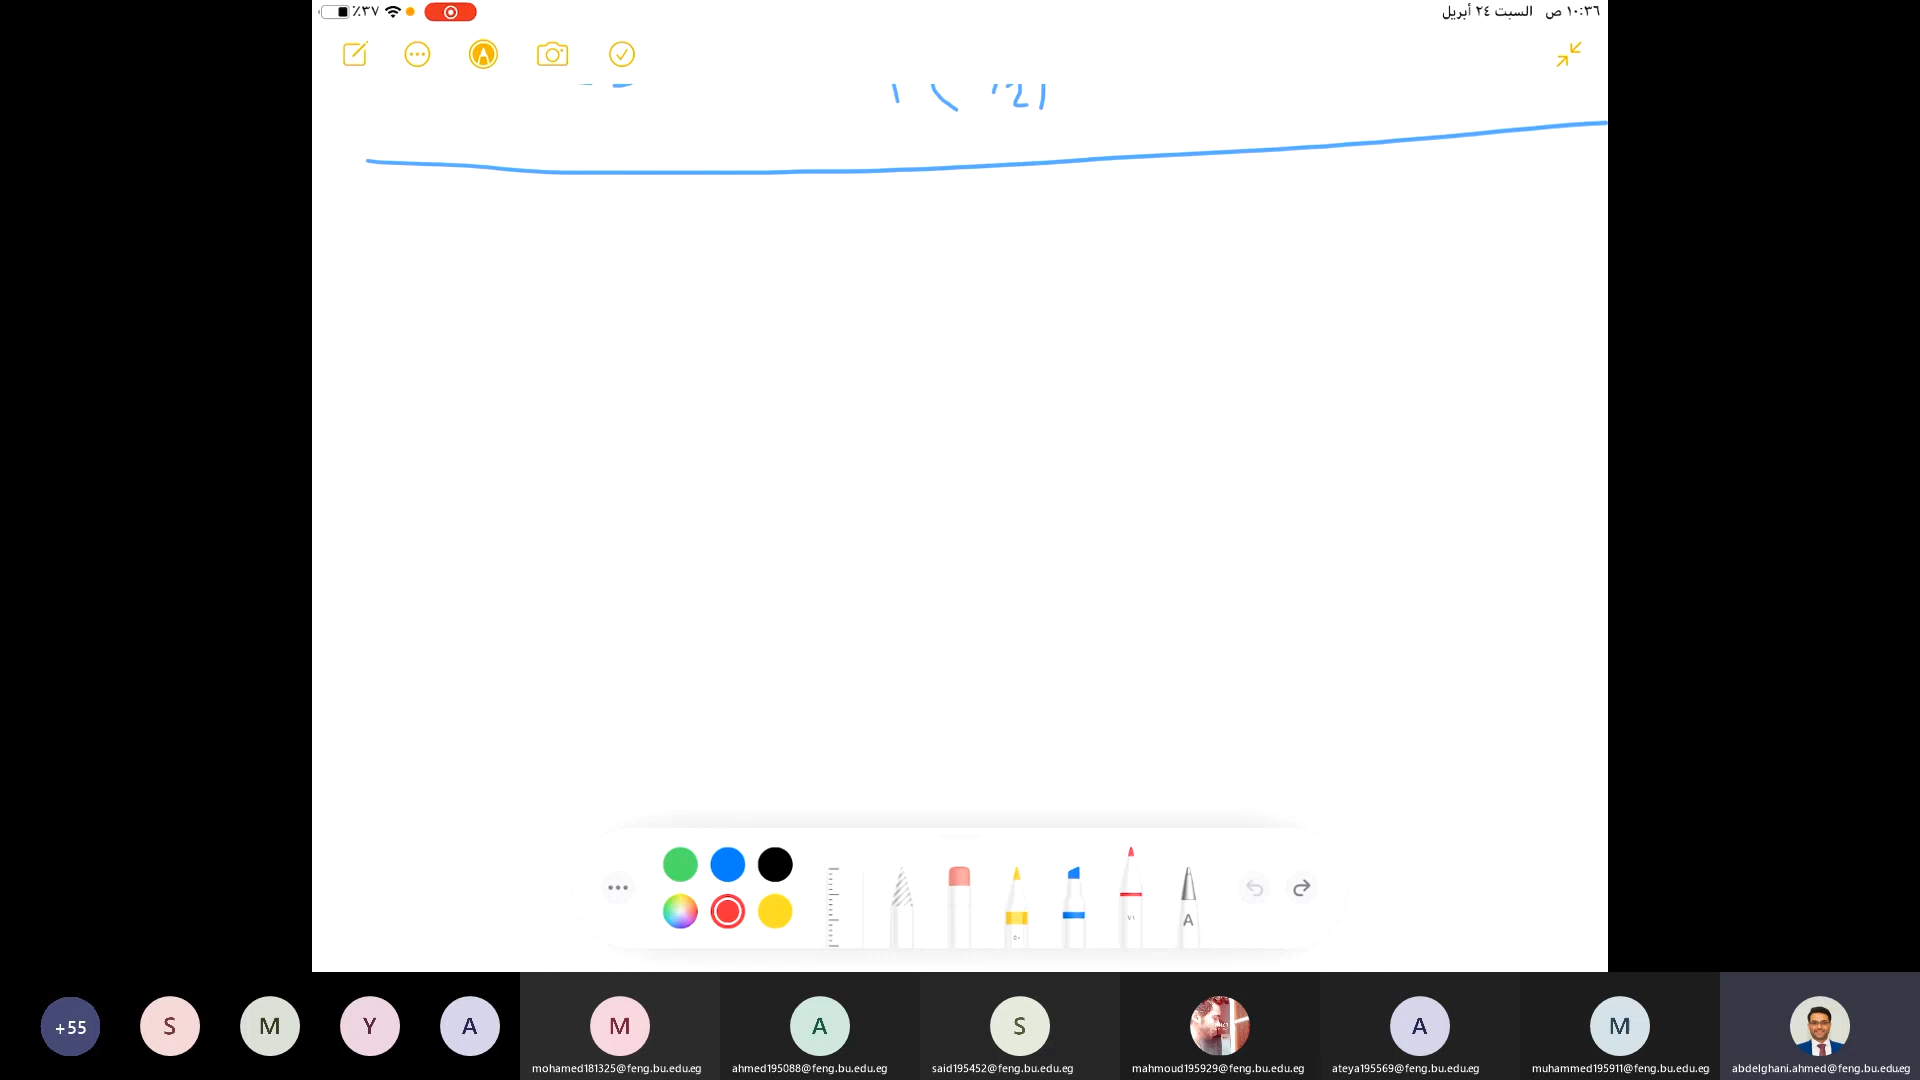 ٪٣٧
السبت ٢٤ أبريل ١٠:٣٦ ص
A
+55
S
M
Y
A
M
A
S
A
M
mohamed181325@feng.bu.edu.eg
ahmed195088@feng.bu.edu.eg
said195452@feng.bu.edu.eg
mahmoud195929@feng.bu.edu.eg
ateya195569@feng.bu.edu.eg
muhammed195911@feng.bu.edu.eg
abdelghani.ahmed@feng.bu.edu.eg